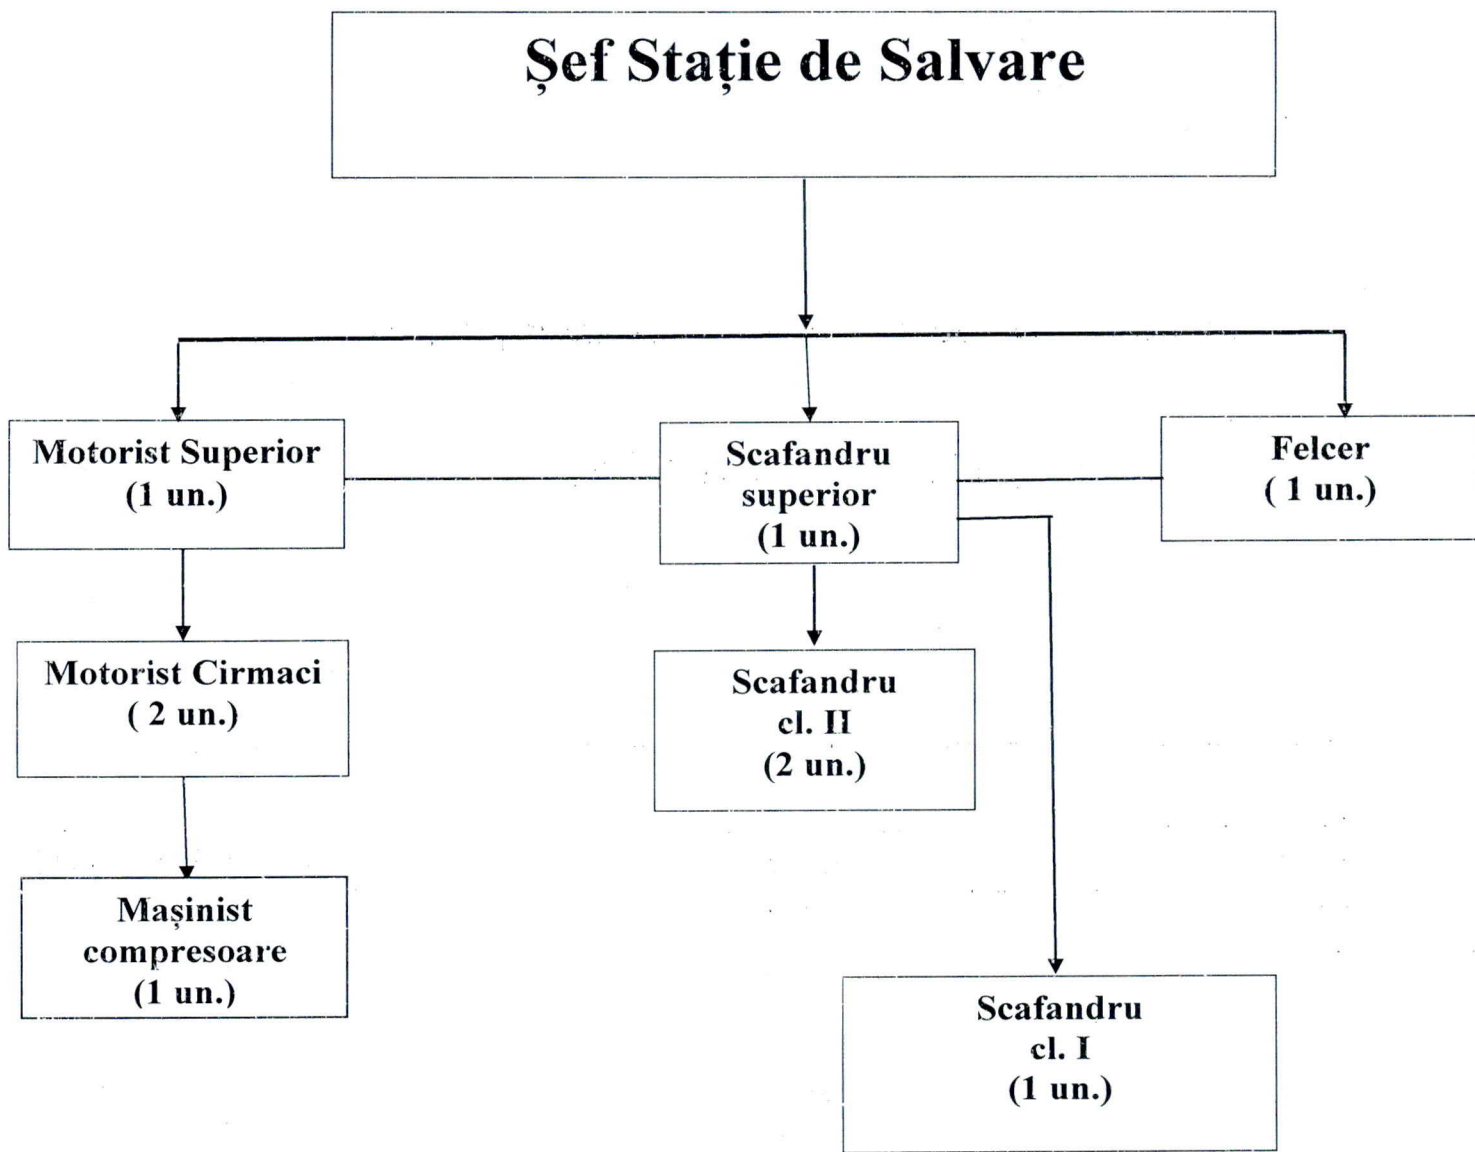 Șef Stație de Salvare
Motorist Superior
(1 un.)
Scafandru
superior
(1 un.)
Felcer
( 1 un.)
Motorist Cirmaci
( 2 un.)
Scafandru
cl. II
(2 un.)
Mașinist
compresoare
(1 un.)
Scafandru
cl. I
(1 un.)